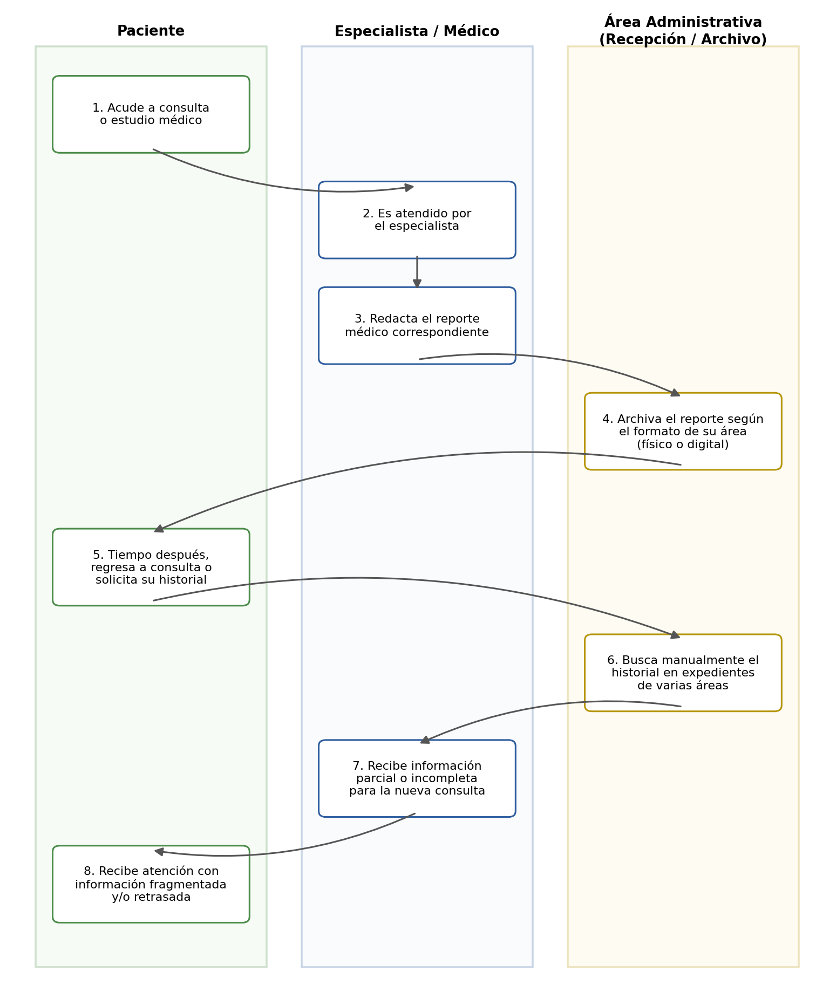 Paciente
Especialista / Médico
Área Administrativa
(Recepción / Archivo)
1. Acude a consulta
o estudio médico
2. Es atendido por
el especialista
3. Redacta el reporte
médico correspondiente
4. Archiva el reporte según
el formato de su área
(físico o digital)
5. Tiempo después,
regresa a consulta o
solicita su historial
6. Busca manualmente el
historial en expedientes
de varias áreas
7. Recibe información
parcial o incompleta
para la nueva consulta
8. Recibe atención con
información fragmentada
y/o retrasada